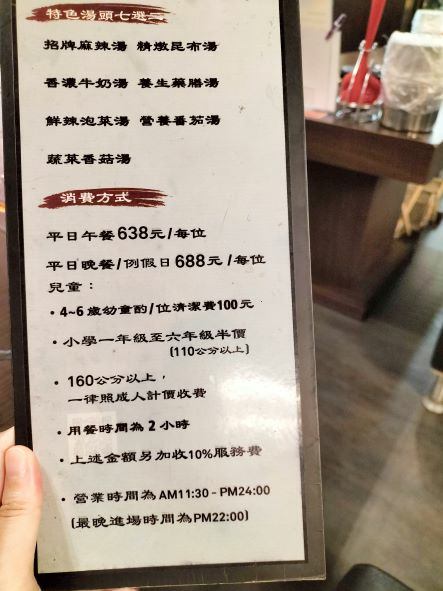 特色湯頭七選二
招牌麻辣湯 精燉昆布湯
香濃牛奶湯 養生藥膳湯
鮮辣泡菜湯 營養番茄湯
蔬菜香菇湯
消費方式
平日午餐638元/每位
平日晚餐/例假日688元/每位
兒童：
•4~6歲幼童酌/位清潔費100元
•小學一年級至六年級半價
(110公分以上)
•160公分以上，
一律照成人計價收費
•用餐時間為2小時
•上述金額另加收10%服務費
•營業時間為AM11:30-PM24:00
(最晚進場時間為PM22:00)